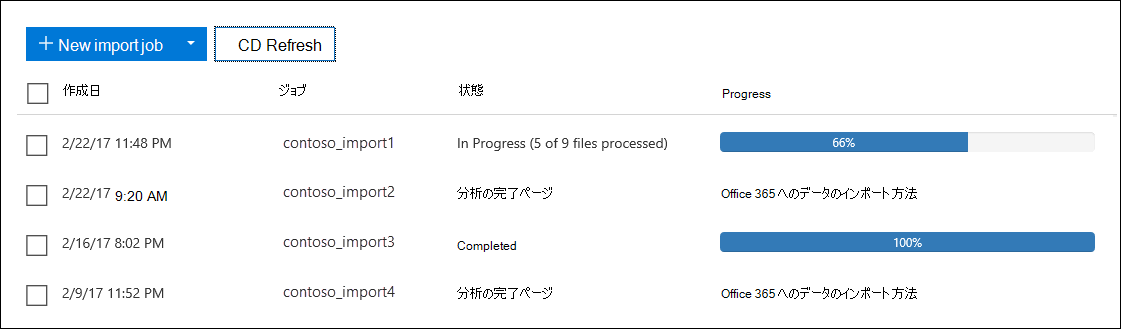 + New import job CD Refresh
作成日 ジョブ 状態 Progress
2/22/17 11:48 PM contoso_import1 In Progress (5 of 9 files processed) 66%
2/22/17 9:20 AM contoso_import2 分析の完了ページ Office 365 へのデータのインポート方法
2/16/17 8:02 PM contoso_import3 Completed 100%
2/9/17 11:52 PM contoso_import4 分析の完了ページ Office 365 へのデータのインポート方法